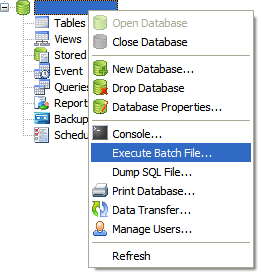 Tables
Views
Stored
Event
Queries
Report
Backup
Schedu
Open Database
Close Database
New Database...
Drop Database
Database Properties...
Console...
Execute Batch File...
Dump SQL File...
Print Database...
Data Transfer...
Manage Users...
Refresh